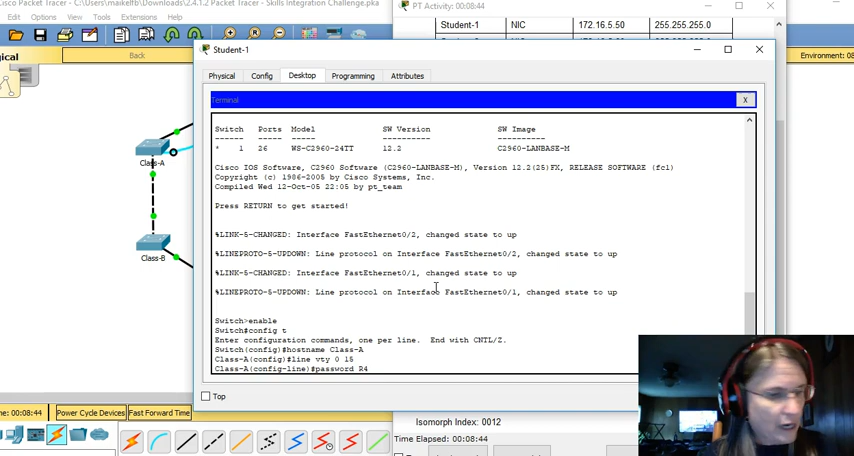 Cisco Packet Tracer - C:\Users\maikelfb\Downloads\2.4.1.2 Packet Tracer - Skills Integration Challenge.pka
PT Activity: 00:08:44
Edit Options View Tools Extensions Help
Student-1 NIC 172.16.5.50 255.255.255.0
Back
Environment: 08
Student-1
Physical Config Desktop Programming Attributes
Terminal X
Switch Ports Model SW Version SW Image
------ ----- ----- ---------- ----------
* 1 26 WS-C2960-24TT 12.2 C2960-LANBASE-M
Cisco IOS Software, C2960 Software (C2960-LANBASE-M), Version 12.2(25)FX, RELEASE SOFTWARE (fc1)
Copyright (c) 1986-2005 by Cisco Systems, Inc.
Compiled Wed 12-Oct-05 22:05 by pt_team
Press RETURN to get started!
%LINK-5-CHANGED: Interface FastEthernet0/2, changed state to up
%LINEPROTO-5-UPDOWN: Line protocol on Interface FastEthernet0/2, changed state to up
%LINK-5-CHANGED: Interface FastEthernet0/1, changed state to up
%LINEPROTO-5-UPDOWN: Line protocol on Interface FastEthernet0/1, changed state to up
Switch>enable
Switch#config t
Enter configuration commands, one per line. End with CNTL/Z.
Switch(config)#hostname Class-A
Class-A(config)#line vty 0 15
Class-A(config-line)#password R4
Class-A
Class-B
Top
me: 00:08:44 Power Cycle Devices Fast Forward Time
Isomorph Index: 0012
Time Elapsed: 00:08:44